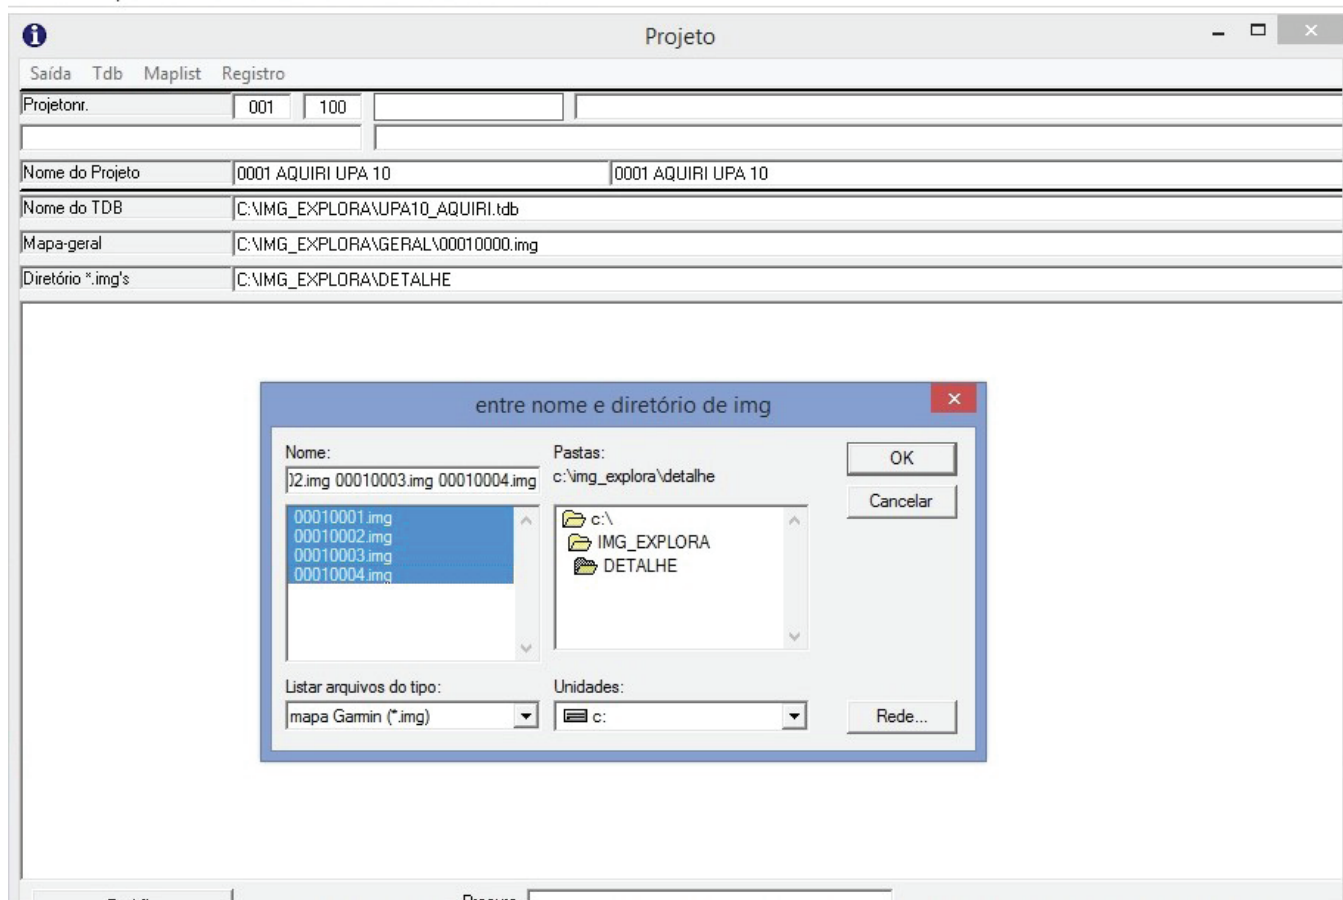 Projeto
Saída Tdb Maplist Registro
Projetonr. 001 100
Nome do Projeto 0001 AQUIRI UPA 10 0001 AQUIRI UPA 10
Nome do TDB C:\IMG_EXPLORA\UPA10_AQUIRI.tdb
Mapa-geral C:\IMG_EXPLORA\GERAL\00010000.img
Diretório *.img's C:\IMG_EXPLORA\DETALHE
entre nome e diretório de img
Nome: Pastas:
)2.img 00010003.img 00010004.img c:\img_explora\detalhe OK
Cancelar
00010001.img c:\
00010002.img IMG_EXPLORA
00010003.img DETALHE
00010004.img
Listar arquivos do tipo: Unidades:
mapa Garmin (*.img) c: Rede...
Procura